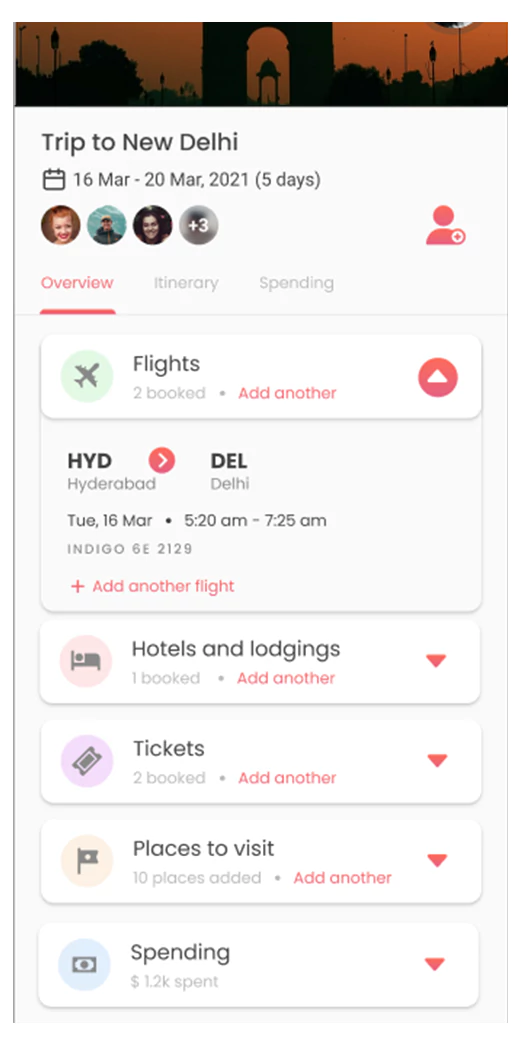 Trip to New Delhi
16 Mar - 20 Mar, 2021 (5 days)
+3
Overview Itinerary Spending
Flights
2 booked • Add another
HYD DEL
Hyderabad Delhi
Tue, 16 Mar • 5:20 am - 7:25 am
INDIGO 6E 2129
+ Add another flight
Hotels and lodgings
1 booked • Add another
Tickets
2 booked • Add another
Places to visit
10 places added • Add another
Spending
$ 1.2k spent